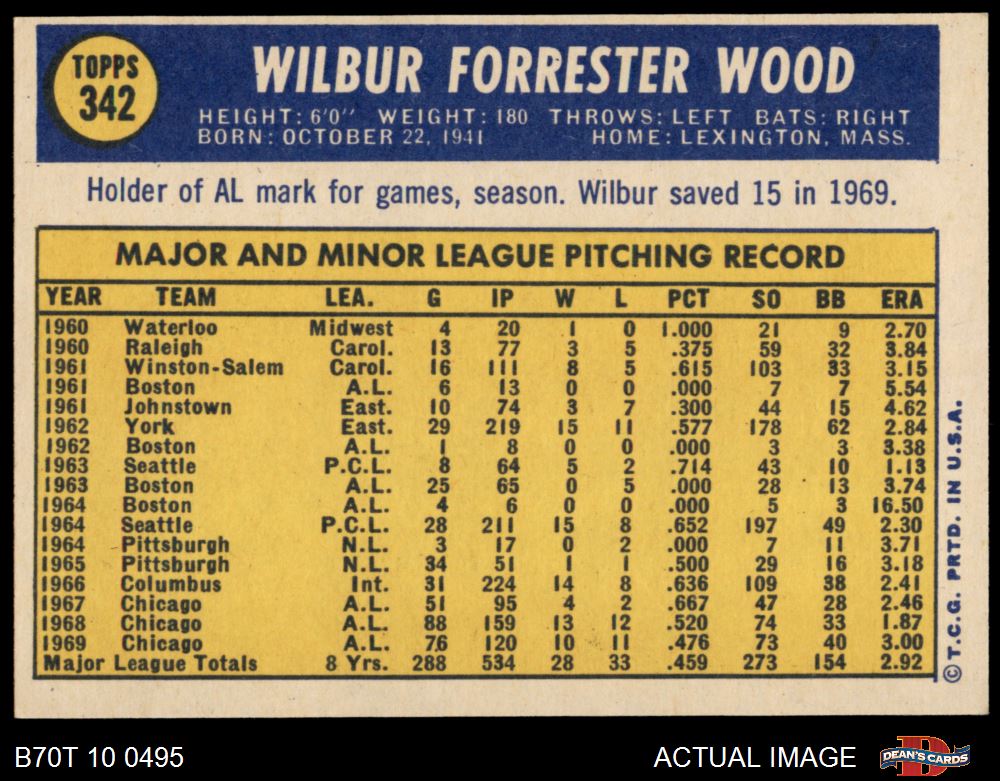 TOPPS
342
WILBUR FORRESTER WOOD
HEIGHT: 6'0" WEIGHT: 180 THROWS: LEFT BATS: RIGHT
BORN: OCTOBER 22, 1941 HOME: LEXINGTON, MASS.
Holder of AL mark for games, season. Wilbur saved 15 in 1969.
MAJOR AND MINOR LEAGUE PITCHING RECORD
YEAR TEAM LEA. G IP W L PCT SO BB ERA
1960 Waterloo Midwest 4 20 1 0 1.000 21 9 2.70
1960 Raleigh Carol. 13 77 3 5 .375 59 32 3.84
1961 Winston-Salem Carol. 16 111 8 5 .615 103 33 3.15
1961 Boston A.L. 6 13 0 0 .000 7 7 5.54
1961 Johnstown East. 10 74 3 7 .300 44 15 4.62
1962 York East. 29 219 15 11 .577 178 62 2.84
1962 Boston A.L. 1 8 0 0 .000 3 3 3.38
1963 Seattle P.C.L. 8 64 5 2 .714 43 10 1.13
1963 Boston A.L. 25 65 0 5 .000 28 13 3.74
1964 Boston A.L. 4 6 0 0 .000 5 3 16.50
1964 Seattle P.C.L. 28 211 15 8 .652 197 49 2.30
1964 Pittsburgh N.L. 3 17 0 2 .000 7 11 3.71
1965 Pittsburgh N.L. 34 51 1 1 .500 29 16 3.18
1966 Columbus Int. 31 224 14 8 .636 109 38 2.41
1967 Chicago A.L. 51 95 4 2 .667 47 28 2.46
1968 Chicago A.L. 88 159 13 12 .520 74 33 1.87
1969 Chicago A.L. 76 120 10 11 .476 73 40 3.00
Major League Totals 8 Yrs. 288 534 28 33 .459 273 154 2.92
© T.C.G. PRTD. IN U.S.A.
B70T 10 0495
ACTUAL IMAGE
D
DEAN'S CARDS